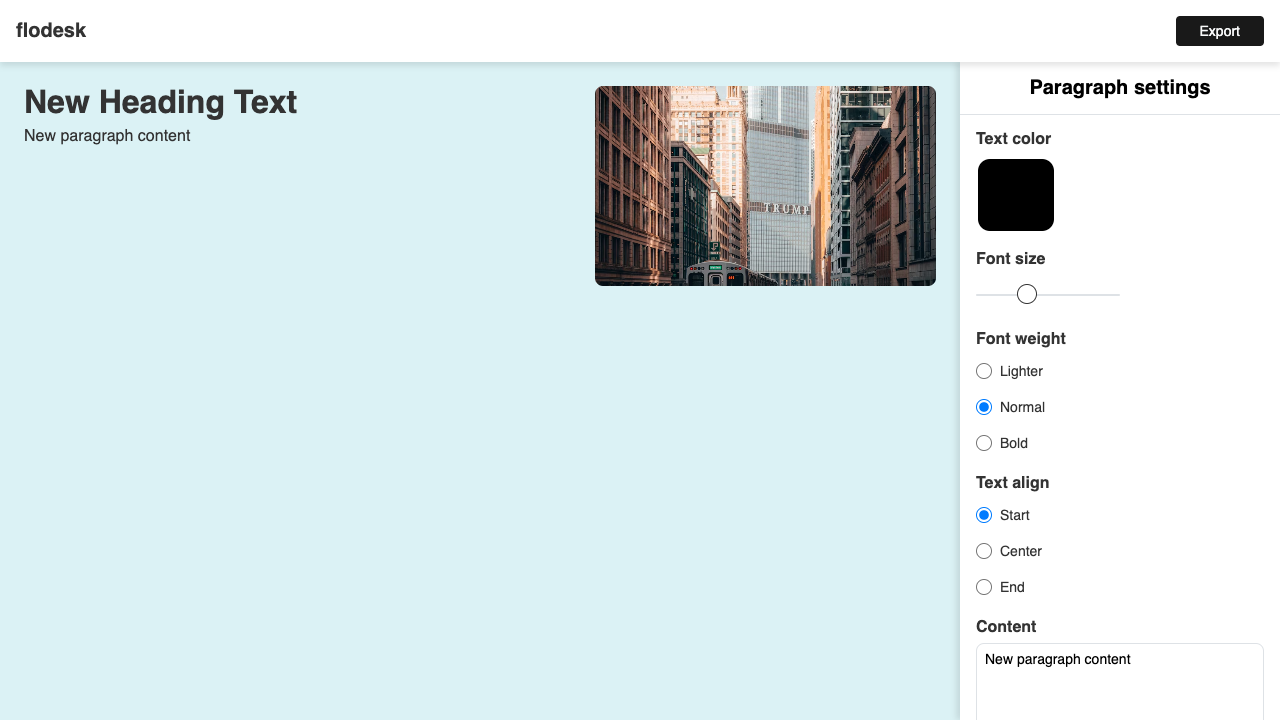 flodesk
Export
New Heading Text
New paragraph content
TRUMP
Paragraph settings
Text color
Font size
Font weight
Lighter
Normal
Bold
Text align
Start
Center
End
Content
New paragraph content